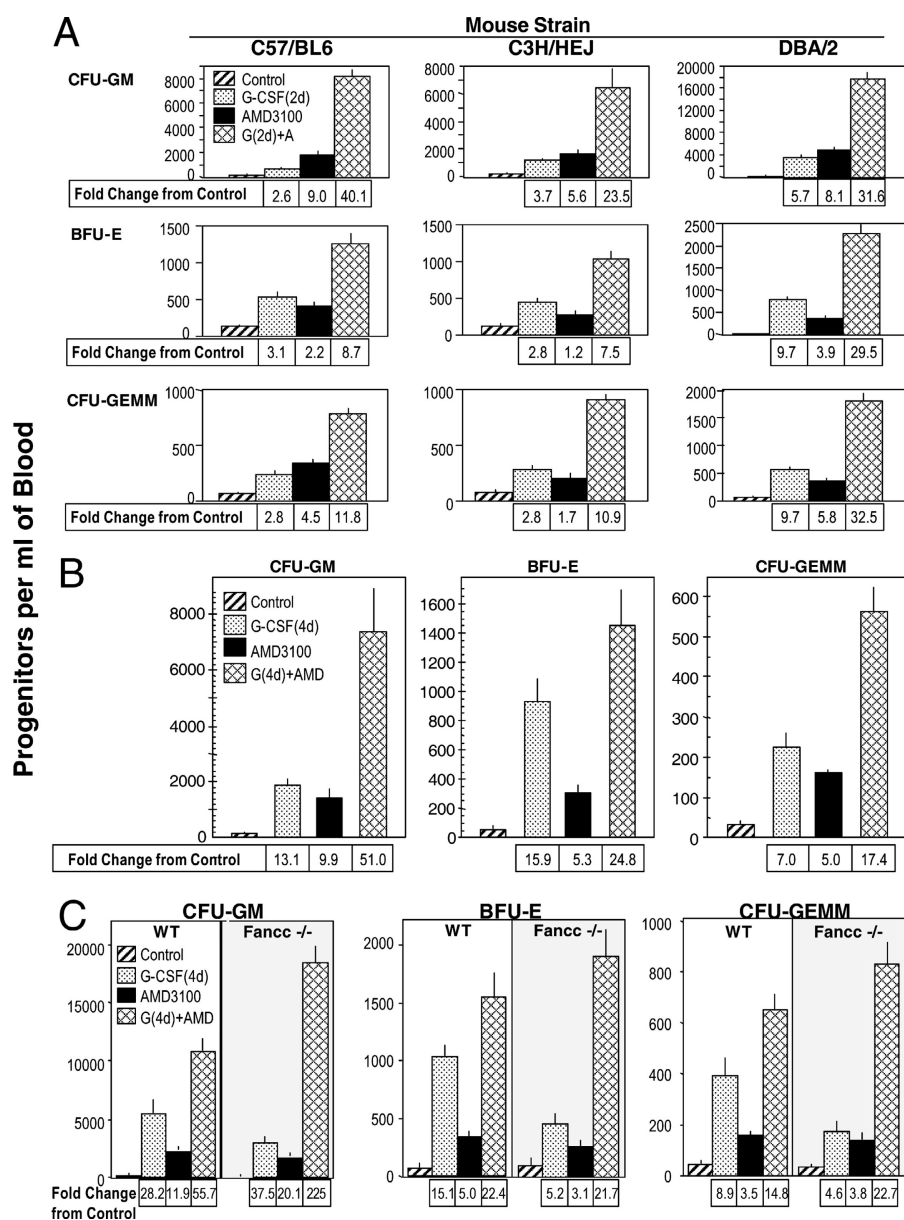 A
Mouse Strain
C57/BL6 C3H/HEJ DBA/2
CFU-GM
8000
6000
4000
2000
0
Control
G-CSF(2d)
AMD3100
G(2d)+A
8000
6000
4000
2000
0
20000
16000
12000
8000
4000
0
Fold Change from Control 2.6 9.0 40.1
3.7 5.6 23.5
5.7 8.1 31.6
BFU-E
1500
1000
500
0
1500
1000
500
0
2500
2000
1500
1000
500
0
Fold Change from Control 3.1 2.2 8.7
2.8 1.2 7.5
9.7 3.9 29.5
CFU-GEMM
1000
500
0
1000
500
0
2000
1500
1000
500
0
Fold Change from Control 2.8 4.5 11.8
2.8 1.7 10.9
9.7 5.8 32.5
Progenitors per ml of Blood
B
CFU-GM BFU-E CFU-GEMM
8000
6000
4000
2000
0
Control
G-CSF(4d)
AMD3100
G(4d)+AMD
1600
1400
1200
1000
800
600
400
200
0
600
500
400
300
200
100
0
Fold Change from Control 13.1 9.9 51.0
15.9 5.3 24.8
7.0 5.0 17.4
C
CFU-GM BFU-E CFU-GEMM
WT Fancc -/-
20000
15000
10000
5000
0
Control
G-CSF(4d)
AMD3100
G(4d)+AMD
WT Fancc -/-
2000
1500
1000
500
0
WT Fancc -/-
1000
800
600
400
200
0
Fold Change
from Control
28.2 11.9 55.7 37.5 20.1 225
15.1 5.0 22.4 5.2 3.1 21.7
8.9 3.5 14.8 4.6 3.8 22.7